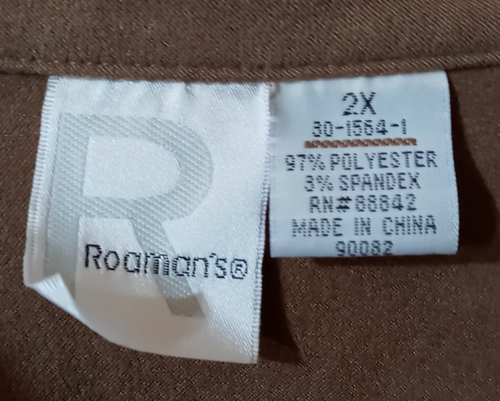 R
Roaman's®
2X
30-1564-1
97% POLYESTER
3% SPANDEX
RN# 88842
MADE IN CHINA
90082